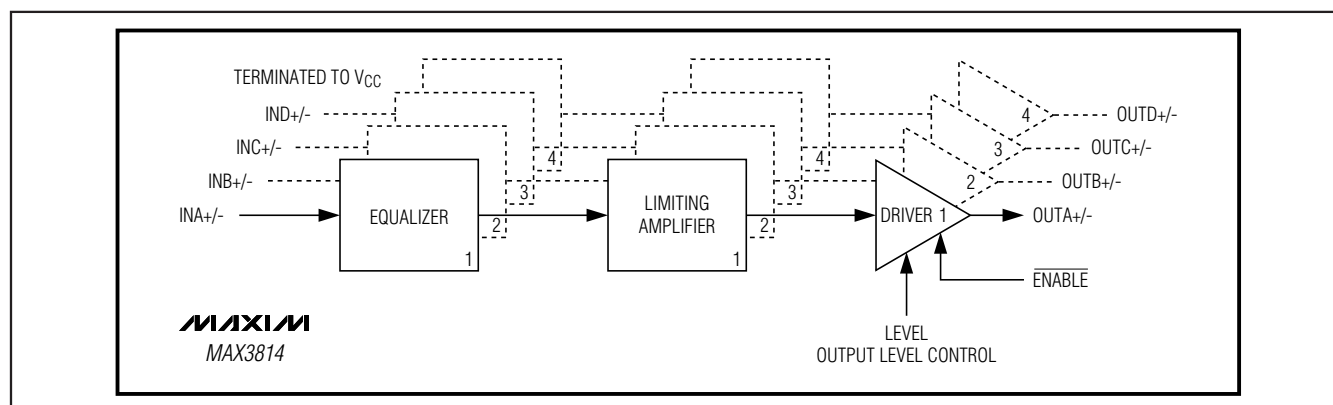 TERMINATED TO VCC
IND+/-
INC+/-
INB+/-
INA+/-
EQUALIZER
1
2
3
4
LIMITING
AMPLIFIER
1
2
3
4
DRIVER 1
2
3
4
OUTD+/-
OUTC+/-
OUTB+/-
OUTA+/-
ENABLE
LEVEL
OUTPUT LEVEL CONTROL
MAXIM
MAX3814